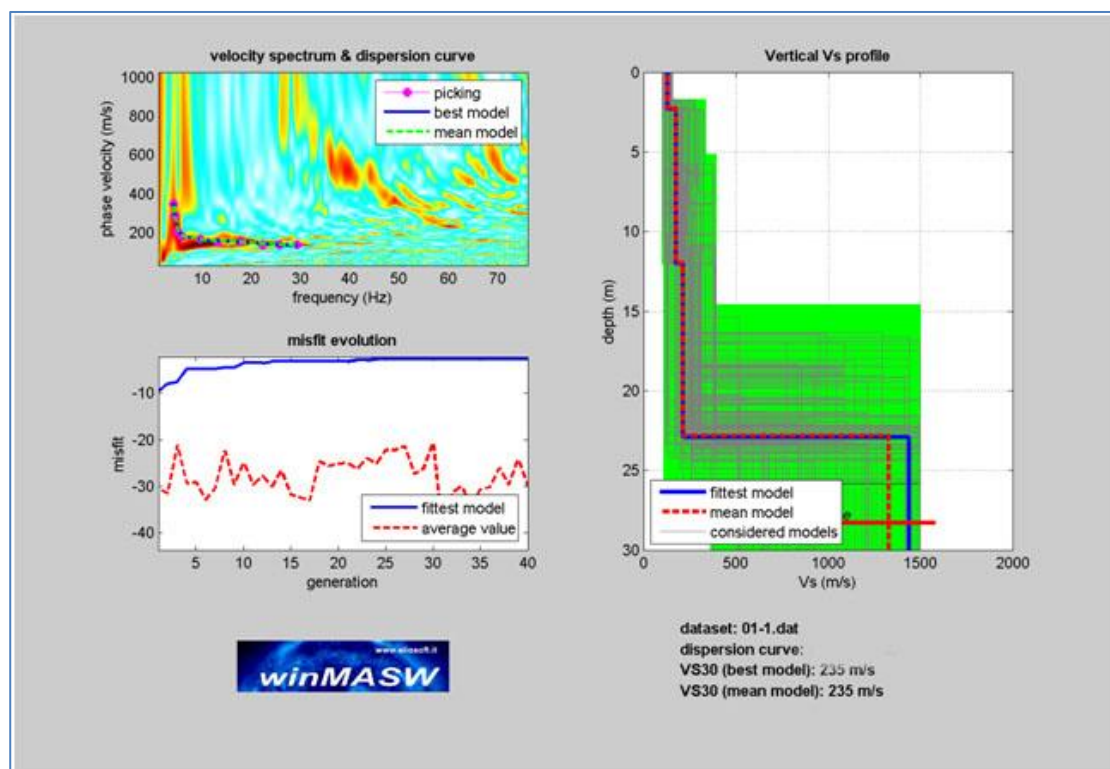 velocity spectrum & dispersion curve
1000
800
600
400
200
phase velocity (m/s)
picking
best model
mean model
10 20 30 40 50 60 70
frequency (Hz)
misfit evolution
-10
-20
-30
-40
misfit
fittest model
average value
5 10 15 20 25 30 35 40
generation
Vertical Vs profile
0
5
10
15
20
25
30
depth (m)
fittest model
mean model
considered models
0 500 1000 1500 2000
Vs (m/s)
www.eliosoft.it
winMASW
dataset: 01-1.dat
dispersion curve:
VS30 (best model): 235 m/s
VS30 (mean model): 235 m/s